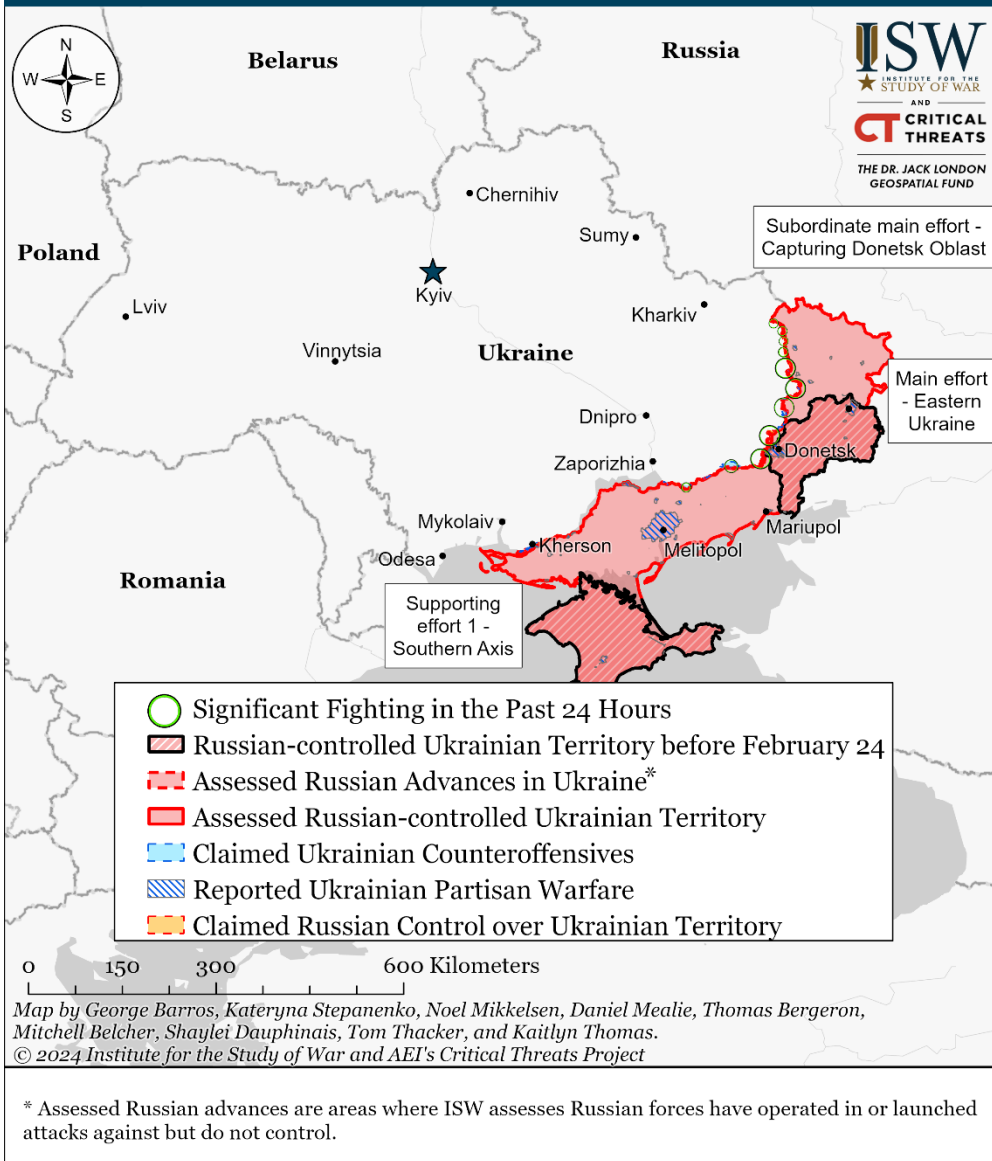 N
W
E
S
Belarus
Russia
ISW
INSTITUTE FOR THE
STUDY OF WAR
AND
CT CRITICAL
THREATS
THE DR. JACK LONDON
GEOSPATIAL FUND
Chernihiv
Sumy
Subordinate main effort -
Capturing Donetsk Oblast
Poland
Kyiv
Lviv
Kharkiv
Vinnytsia
Ukraine
Main effort
- Eastern
Ukraine
Dnipro
Donetsk
Zaporizhia
Mykolaiv
Mariupol
Kherson
Melitopol
Odesa
Romania
Supporting
effort 1 -
Southern Axis
Significant Fighting in the Past 24 Hours
Russian-controlled Ukrainian Territory before February 24
Assessed Russian Advances in Ukraine*
Assessed Russian-controlled Ukrainian Territory
Claimed Ukrainian Counteroffensives
Reported Ukrainian Partisan Warfare
Claimed Russian Control over Ukrainian Territory
0 150 300 600 Kilometers
Map by George Barros, Kateryna Stepanenko, Noel Mikkelsen, Daniel Mealie, Thomas Bergeron,
Mitchell Belcher, Shaylei Dauphinais, Tom Thacker, and Kaitlyn Thomas.
© 2024 Institute for the Study of War and AEI's Critical Threats Project
* Assessed Russian advances are areas where ISW assesses Russian forces have operated in or launched
attacks against but do not control.